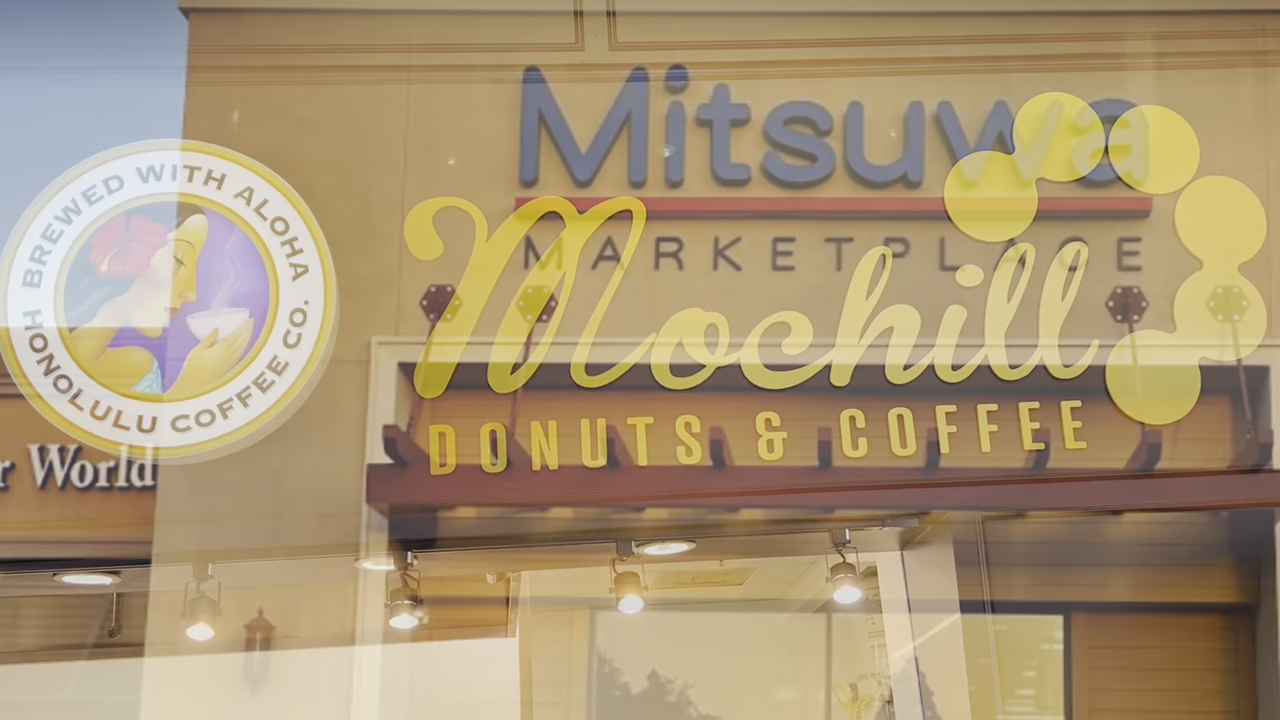 Mitsuwa
MARKETPLACE
BREWED WITH ALOHA
HONOLULU COFFEE CO.
Mochill
DONUTS & COFFEE
World